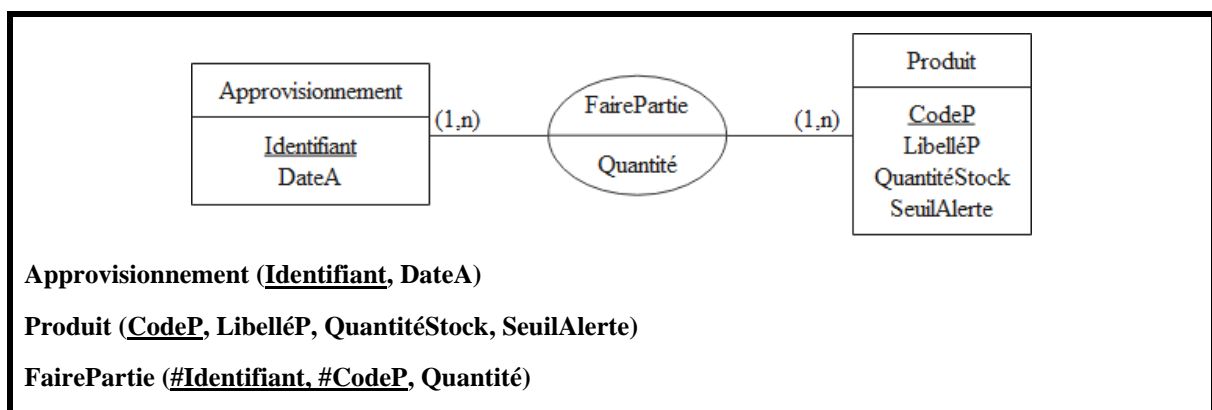 Produit
Approvisionnement
FairePartie
(1,n)
(1,n)
CodeP
Identifiant
LibelléP
Quantité
DateA
QuantitéStock
SeuilAlerte
Approvisionnement (Identifiant, DateA)
Produit (CodeP, LibelléP, QuantitéStock, SeuilAlerte)
FairePartie (#Identifiant, #CodeP, Quantité)